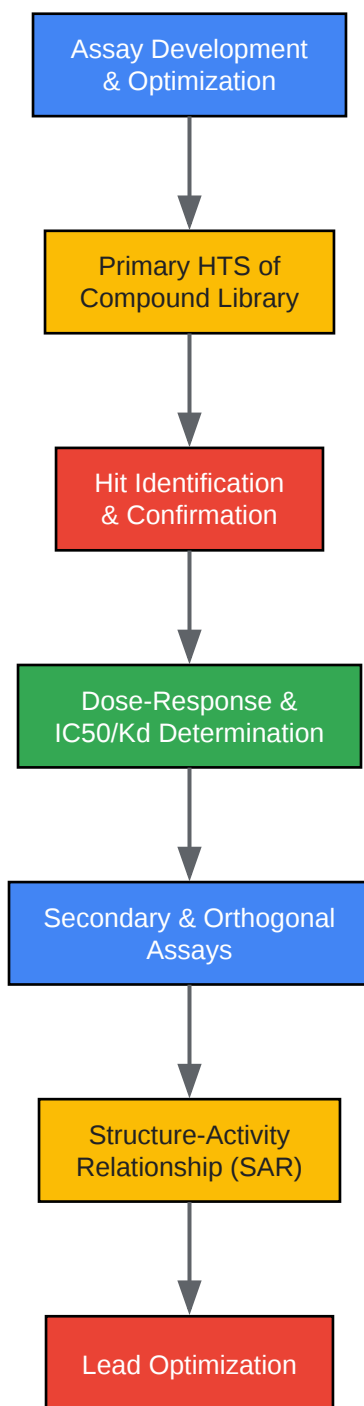 Assay Development
& Optimization
Primary HTS of
Compound Library
Hit Identification
& Confirmation
Dose-Response &
IC50/Kd Determination
Secondary & Orthogonal
Assays
Structure-Activity
Relationship (SAR)
Lead Optimization